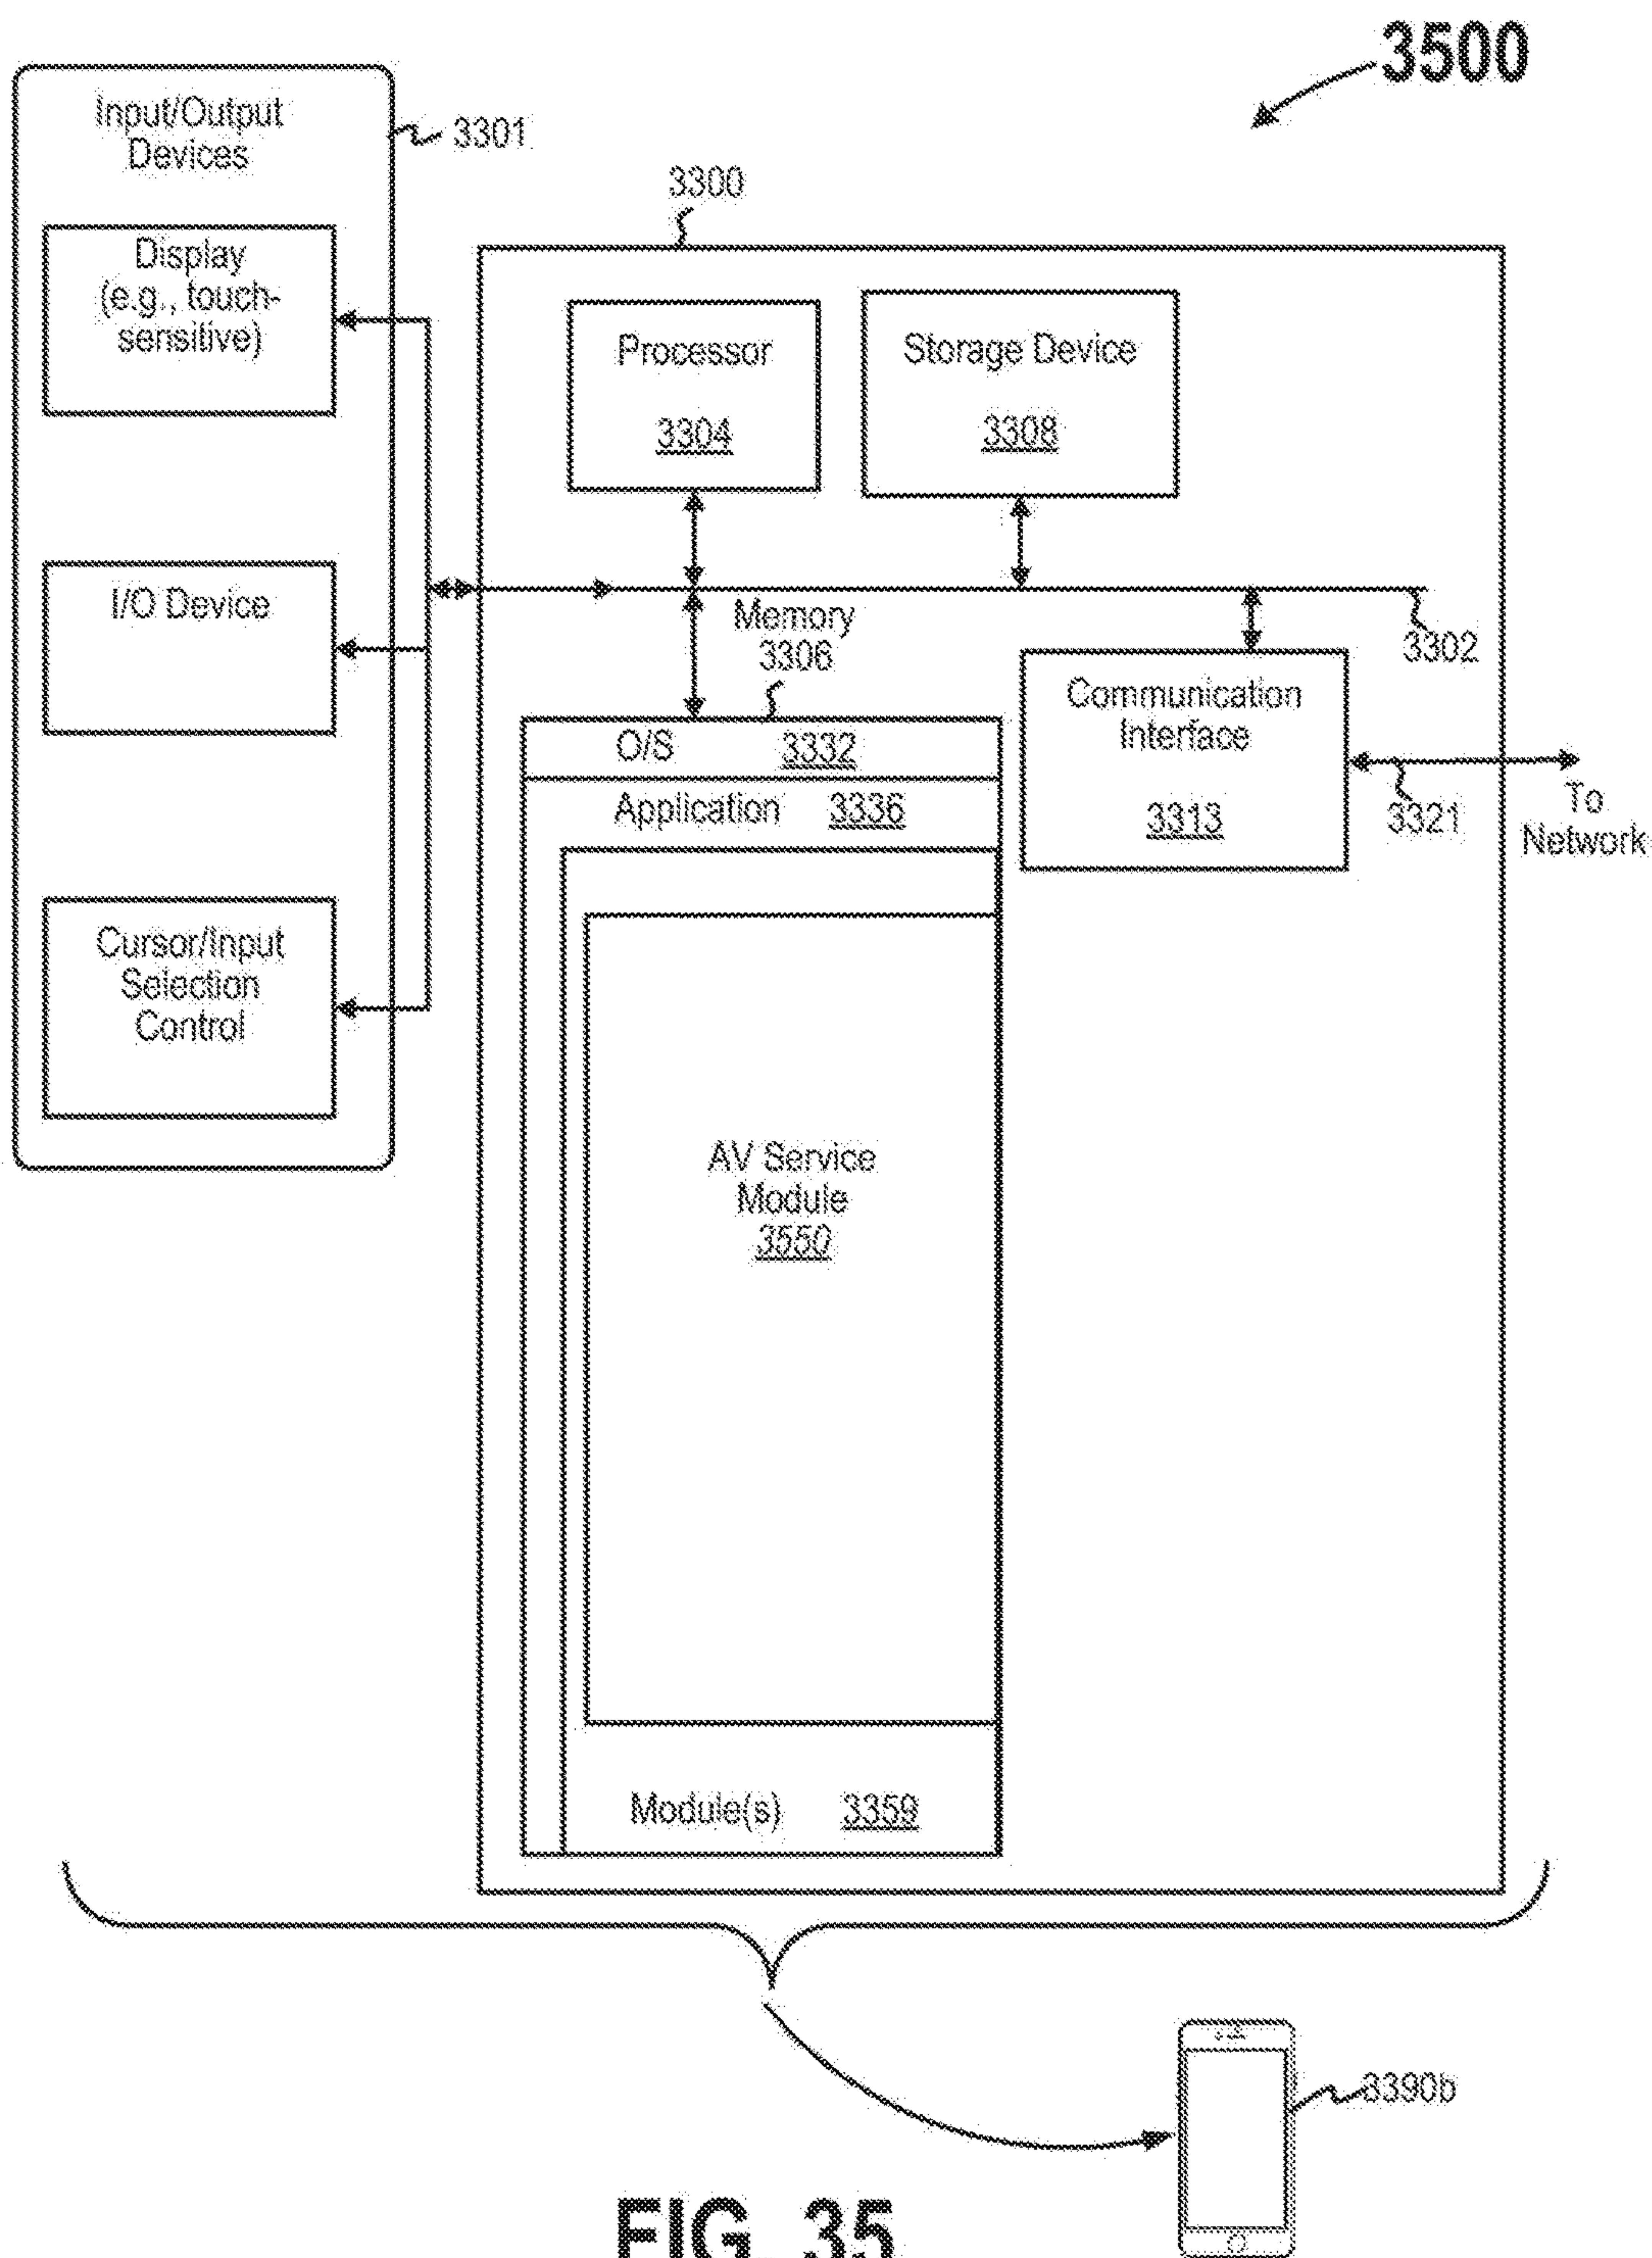 3500
Input/Output
Devices
3301
3300
Display
(e.g., touch-
sensitive)
Processor
3304
Storage Device
3308
I/O Device
Memory
3306
3302
Communication
Interface
3313
O/S 3332
Application 3336
3321
To
Network
Cursor/Input
Selection
Control
AV Service
Module
3550
Module(s) 3359
3390b
FIG. 35